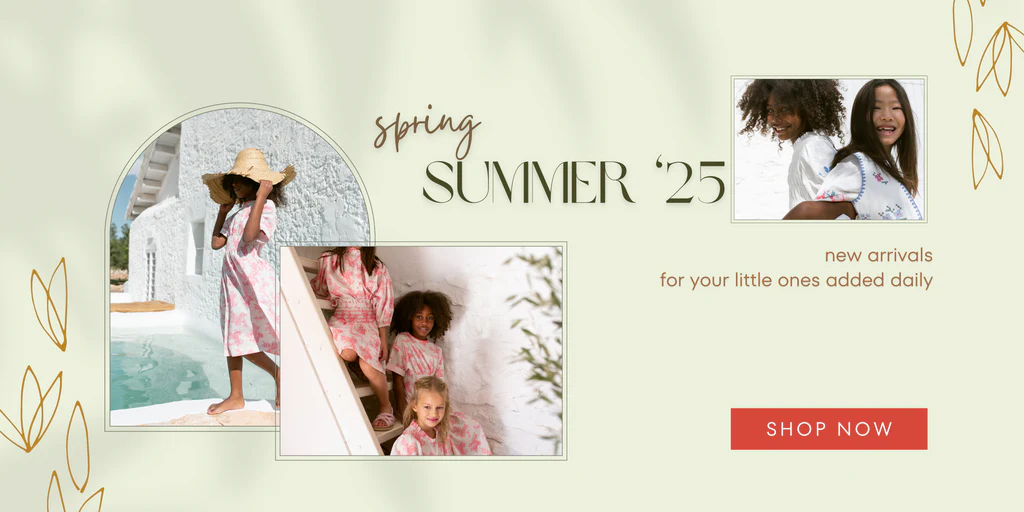 spring
SUMMER ‘25
new arrivals
for your little ones added daily
SHOP NOW